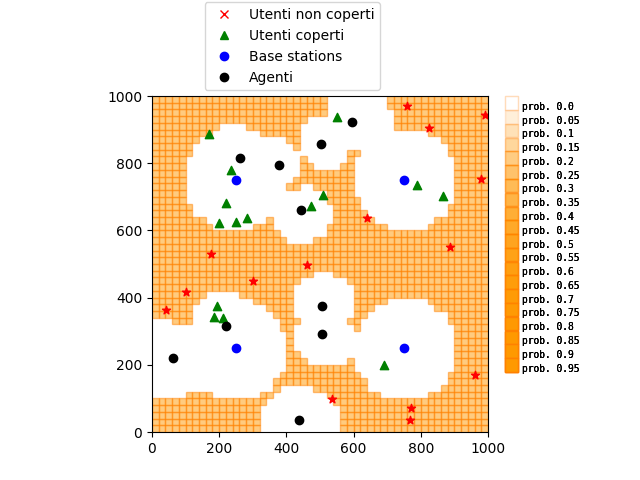 Utenti non coperti
Utenti coperti
Base stations
Agenti
1000
800
600
400
200
0
0
200
400
600
800
1000
prob. 0.0
prob. 0.05
prob. 0.1
prob. 0.15
prob. 0.2
prob. 0.25
prob. 0.3
prob. 0.35
prob. 0.4
prob. 0.45
prob. 0.5
prob. 0.55
prob. 0.6
prob. 0.65
prob. 0.7
prob. 0.75
prob. 0.8
prob. 0.85
prob. 0.9
prob. 0.95